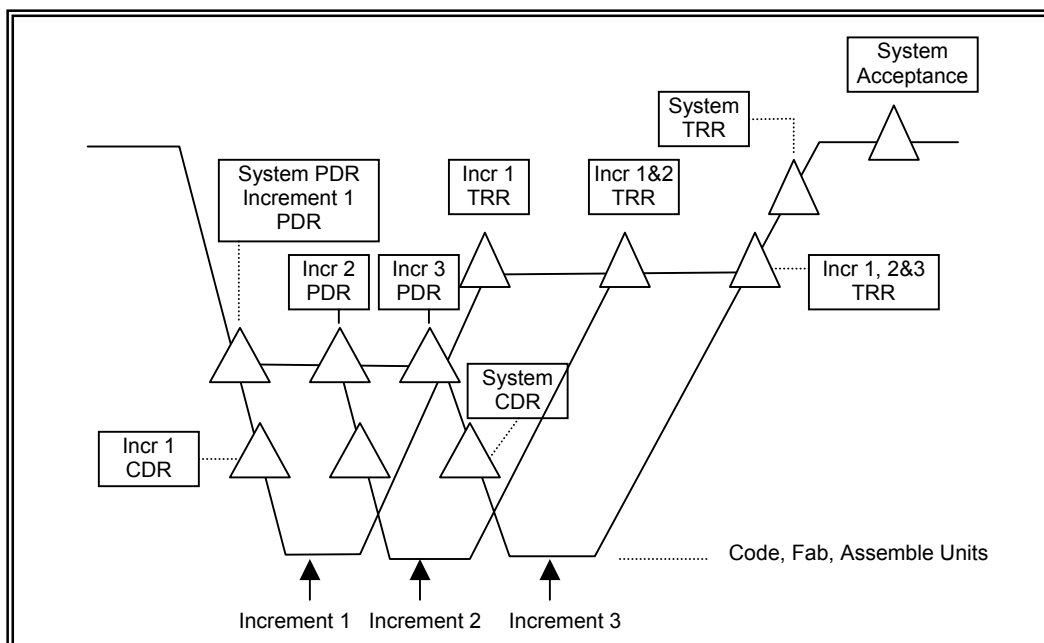 System
Acceptance
System
TRR
System PDR
Increment 1
PDR
Incr 1
TRR
Incr 1&2
TRR
Incr 2
PDR
Incr 3
PDR
Incr 1, 2&3
TRR
System
CDR
Incr 1
CDR
Code, Fab, Assemble Units
Increment 1
Increment 2
Increment 3